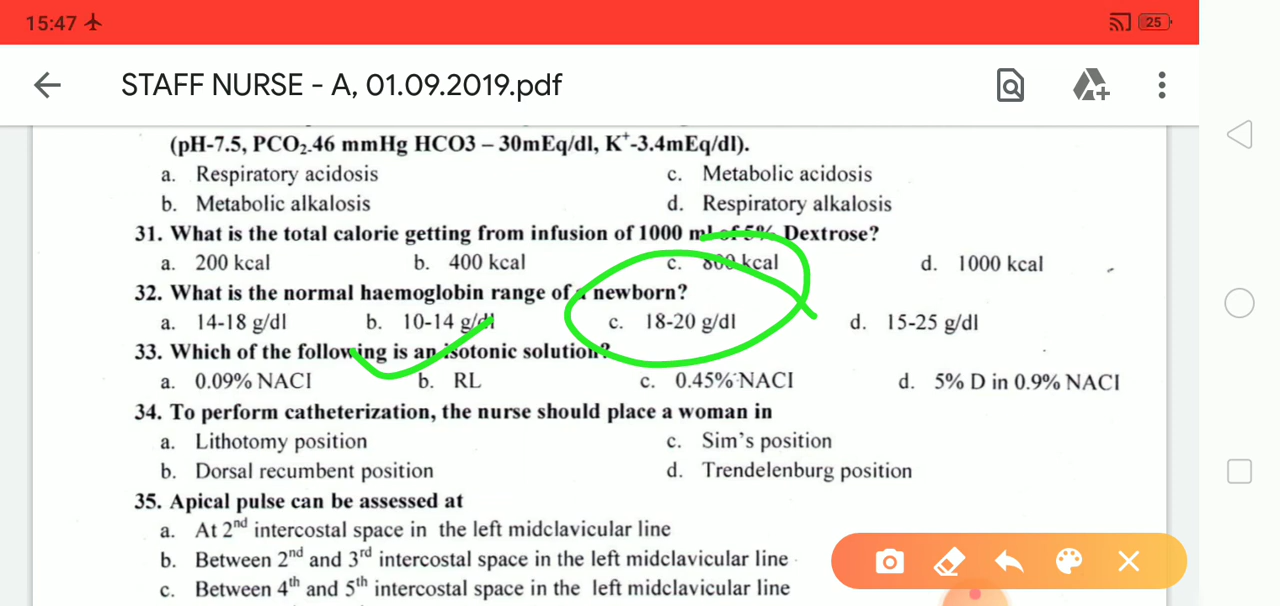 15:47
25
STAFF NURSE - A, 01.09.2019.pdf
(pH-7.5, PCO₂.46 mmHg HCO3 – 30mEq/dl, K⁺-3.4mEq/dl).
a. Respiratory acidosis c. Metabolic acidosis
b. Metabolic alkalosis d. Respiratory alkalosis
31. What is the total calorie getting from infusion of 1000 ml of 5% Dextrose?
a. 200 kcal b. 400 kcal c. 800 kcal d. 1000 kcal
32. What is the normal haemoglobin range of a newborn?
a. 14-18 g/dl b. 10-14 g/dl c. 18-20 g/dl d. 15-25 g/dl
33. Which of the following is an isotonic solution?
a. 0.09% NACI b. RL c. 0.45% NACI d. 5% D in 0.9% NACI
34. To perform catheterization, the nurse should place a woman in
a. Lithotomy position c. Sim's position
b. Dorsal recumbent position d. Trendelenburg position
35. Apical pulse can be assessed at
a. At 2nd intercostal space in the left midclavicular line
b. Between 2nd and 3rd intercostal space in the left midclavicular line
c. Between 4th and 5th intercostal space in the left midclavicular line